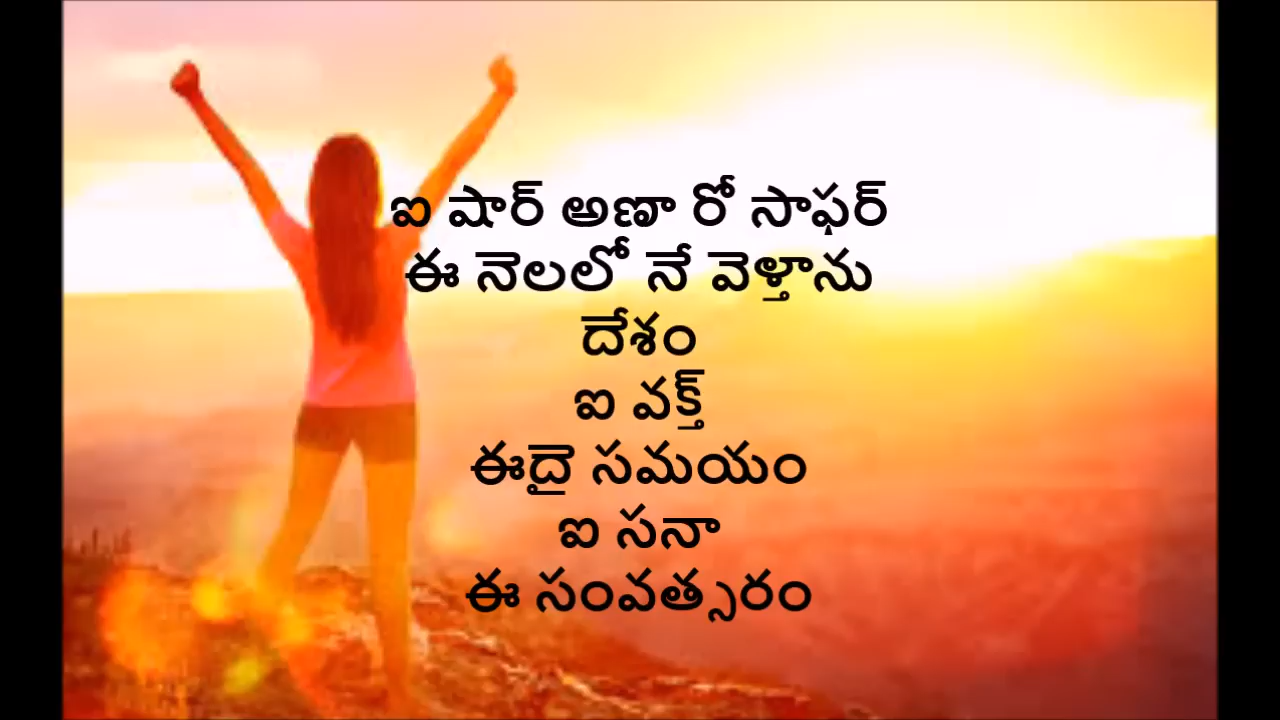 ఐ షార్ అణా రో సాఫర్
ఈ నెలలో నే వెళ్తాను
దేశం
ఐ వక్త్
ఈదై సమయం
ఐ సనా
ఈ సంవత్సరం